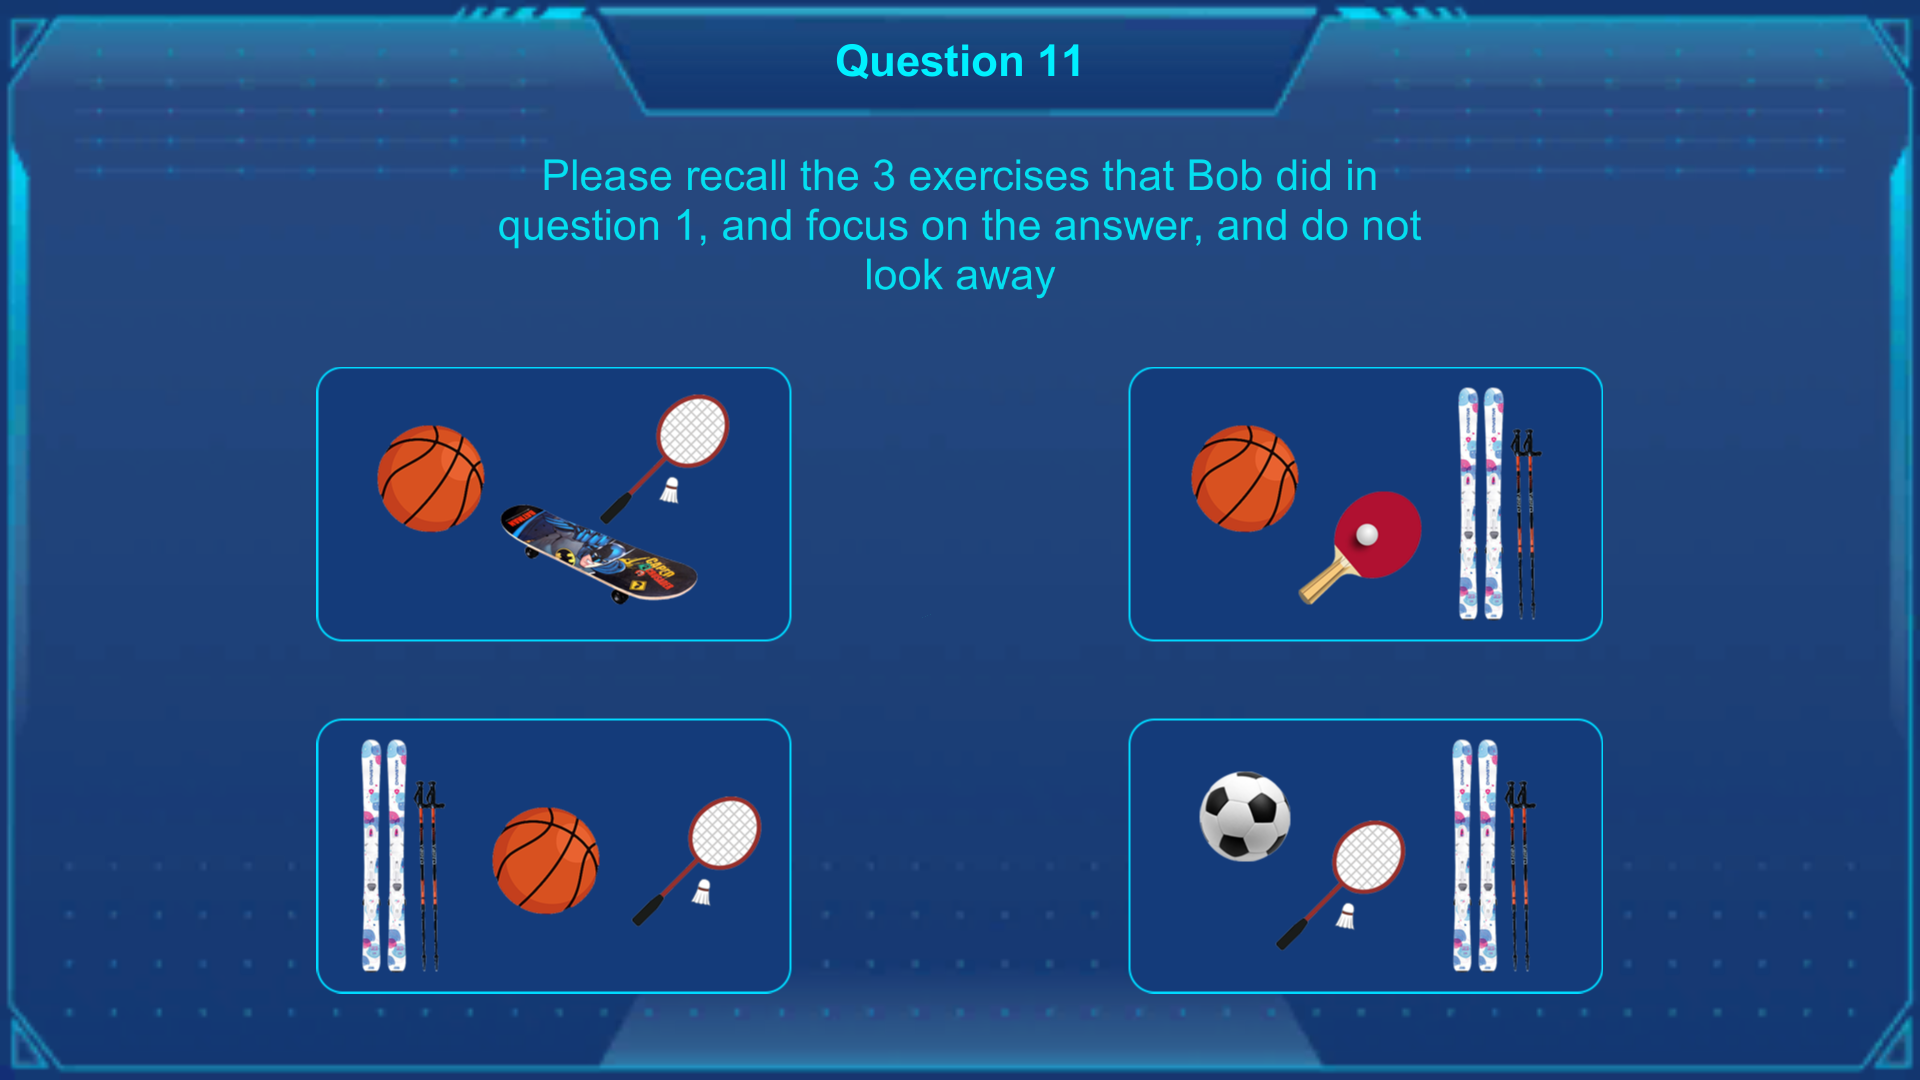 Question 11
Please recall the 3 exercises that Bob did in
question 1, and focus on the answer, and do not
look away